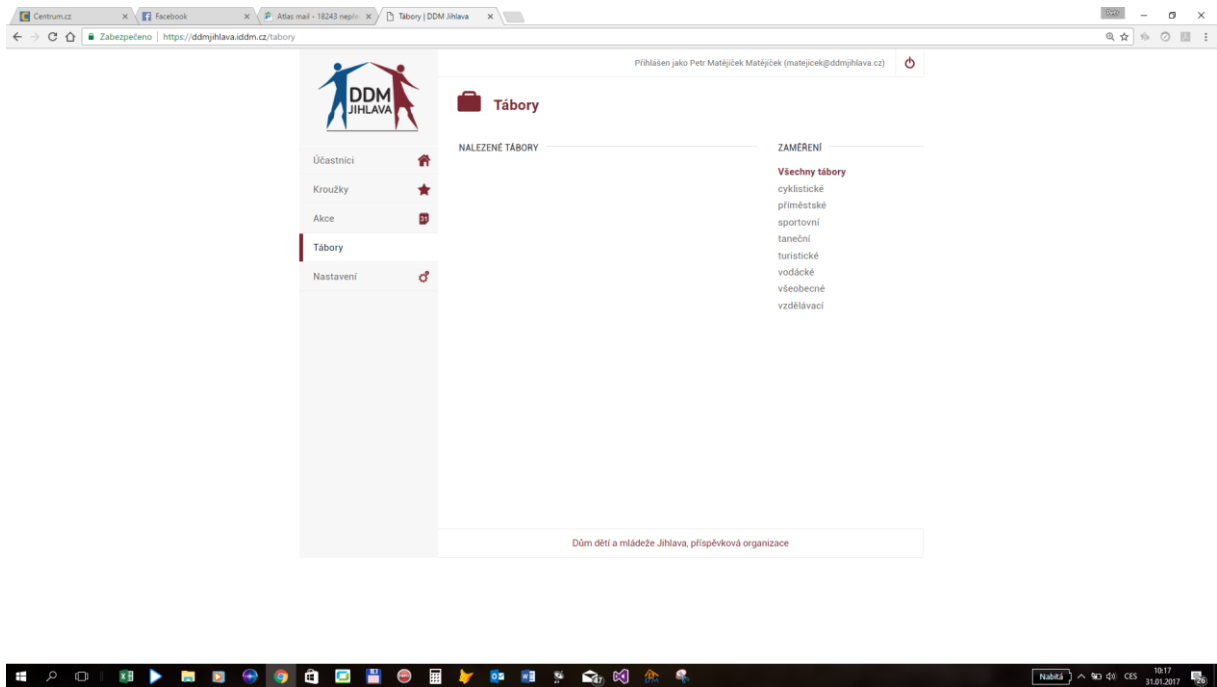 Centrum.cz
Facebook
Atlas mail - 18243 nepře
Tábory | DDM Jihlava
Petr
Zabezpečeno | https://ddmjihlava.iddm.cz/tabory
DDM
JIHLAVA
Přihlášen jako Petr Matějíček Matějíček (matejicek@ddmjihlava.cz)
Tábory
Účastníci
Kroužky
Akce
31
Tábory
Nastavení
NALEZENÉ TÁBORY
ZAMĚŘENÍ
Všechny tábory
cyklistické
příměstské
sportovní
taneční
turistické
vodácké
všeobecné
vzdělávací
Dům dětí a mládeže Jihlava, příspěvková organizace
Nabitá
CES
10:17
31.01.2017
26